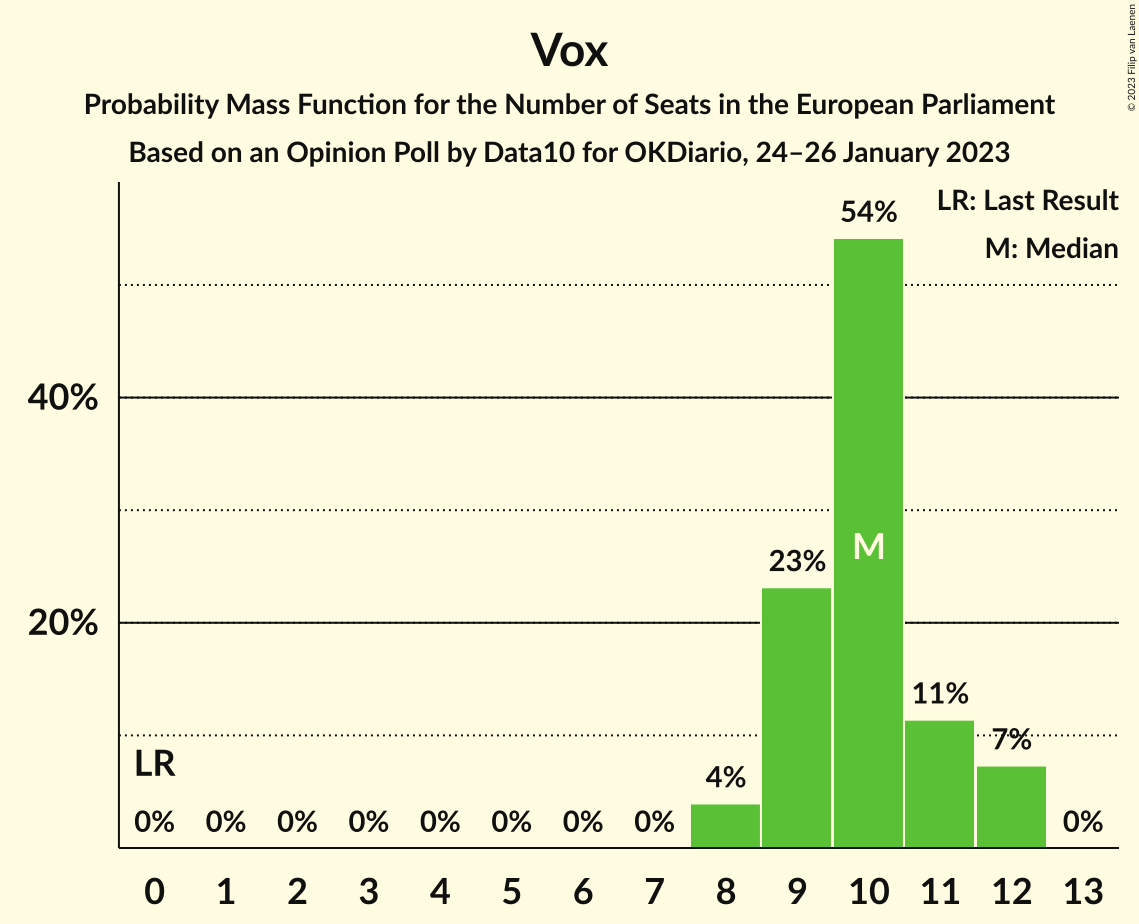 Vox
Probability Mass Function for the Number of Seats in the European Parliament
Based on an Opinion Poll by Data10 for OKDiario, 24–26 January 2023
© 2023 Filip van Laenen
LR: Last Result
M: Median
54%
40%
M
23%
20%
11%
7%
LR
4%
0% 0% 0% 0% 0% 0% 0% 0% 0%
0 1 2 3 4 5 6 7 8 9 10 11 12 13